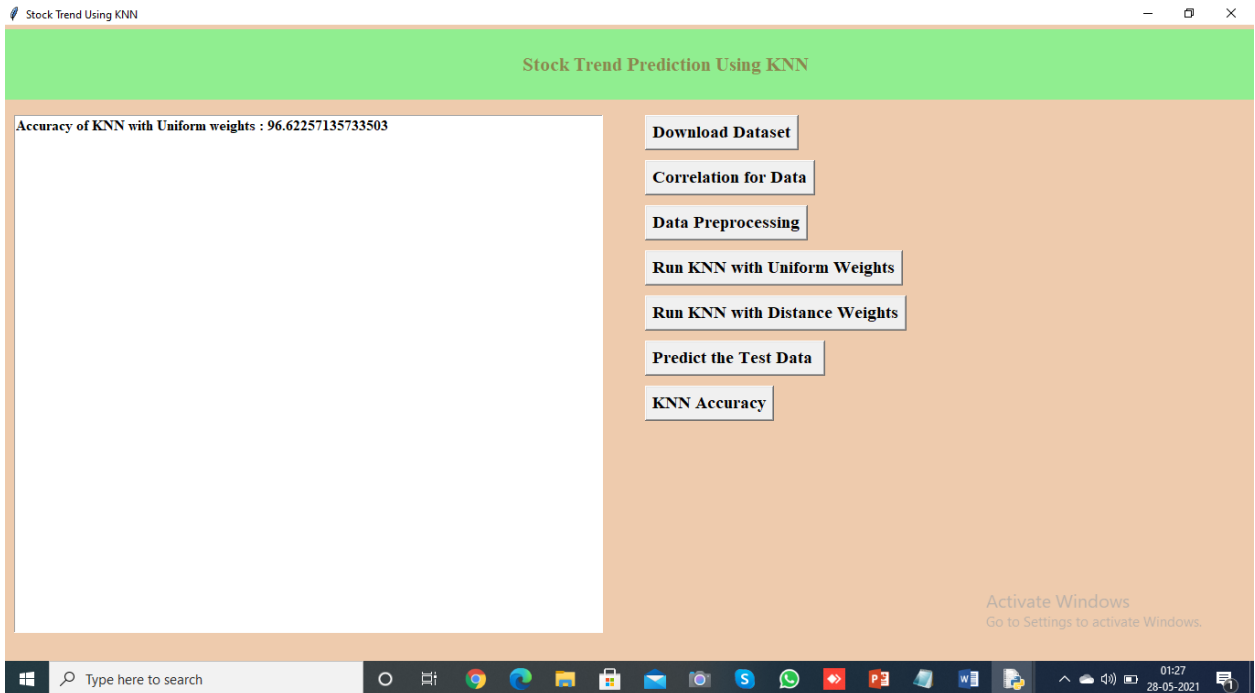 Stock Trend Using KNN
Stock Trend Prediction Using KNN
Accuracy of KNN with Uniform weights : 96.62257135733503
Download Dataset
Correlation for Data
Data Preprocessing
Run KNN with Uniform Weights
Run KNN with Distance Weights
Predict the Test Data
KNN Accuracy
Activate Windows
Go to Settings to activate Windows.
Type here to search
01:27
28-05-2021